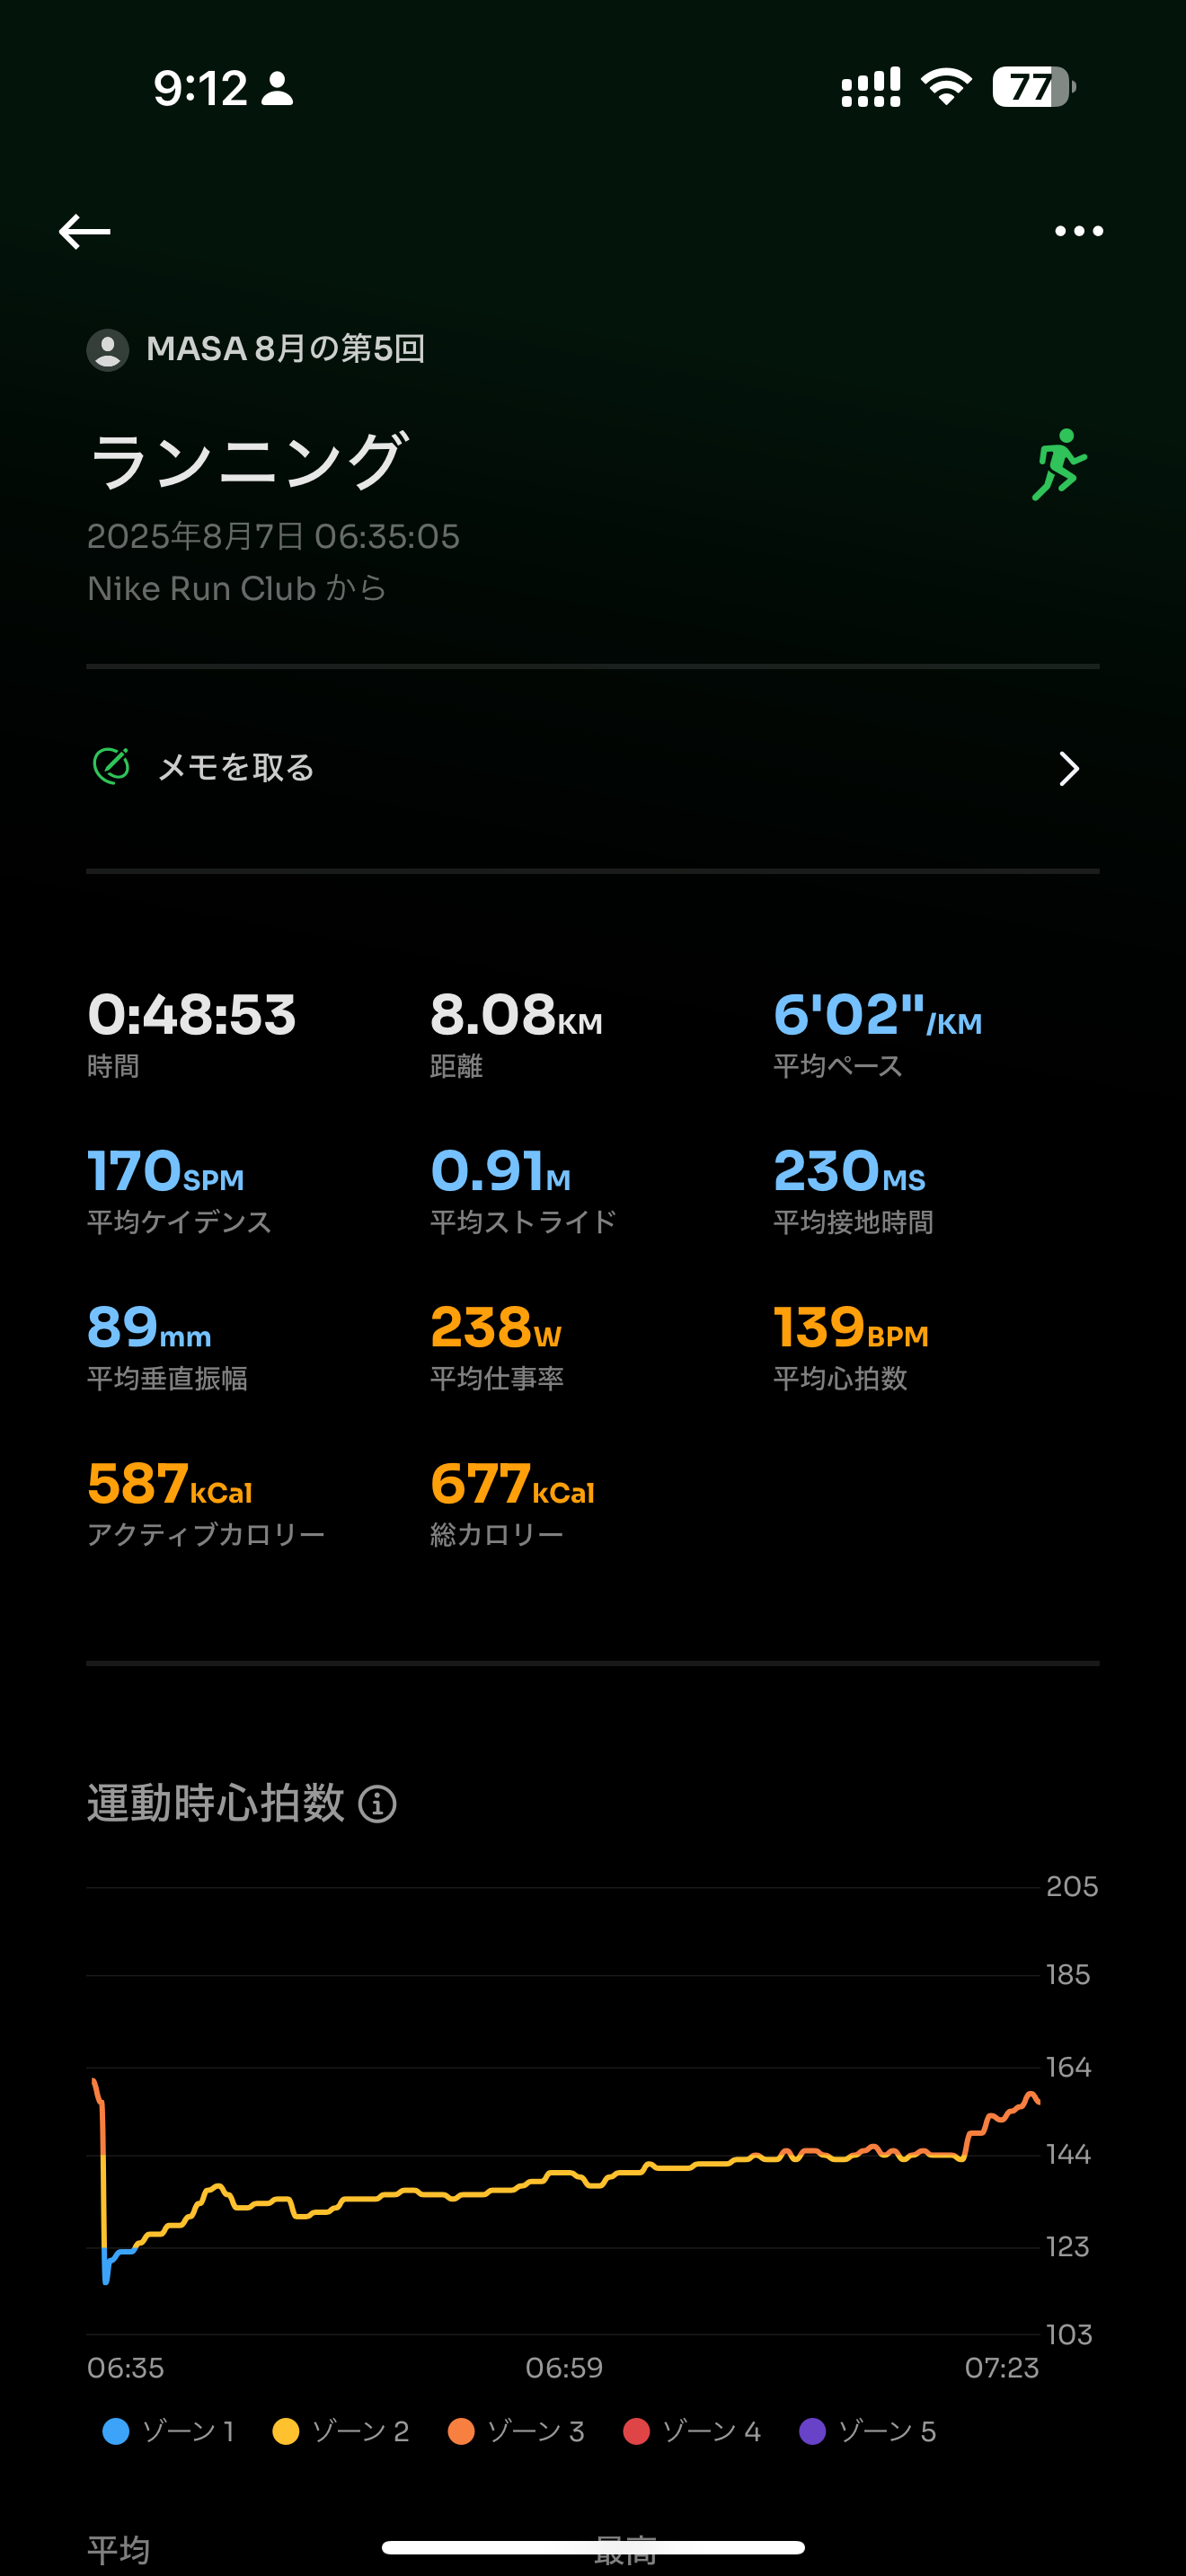 9:12
77
MASA 8月の第5回
ランニング
2025年8月7日 06:35:05
Nike Run Club から
メモを取る
0:48:53 8.08KM 6'02"/KM
時間 距離 平均ペース
170SPM 0.91M 230MS
平均ケイデンス 平均ストライド 平均接地時間
89mm 238W 139BPM
平均垂直振幅 平均仕事率 平均心拍数
587kCal 677kCal
アクティブカロリー 総カロリー
運動時心拍数
205
185
164
144
123
103
06:35 06:59 07:23
ゾーン 1 ゾーン 2 ゾーン 3 ゾーン 4 ゾーン 5
平均 最高